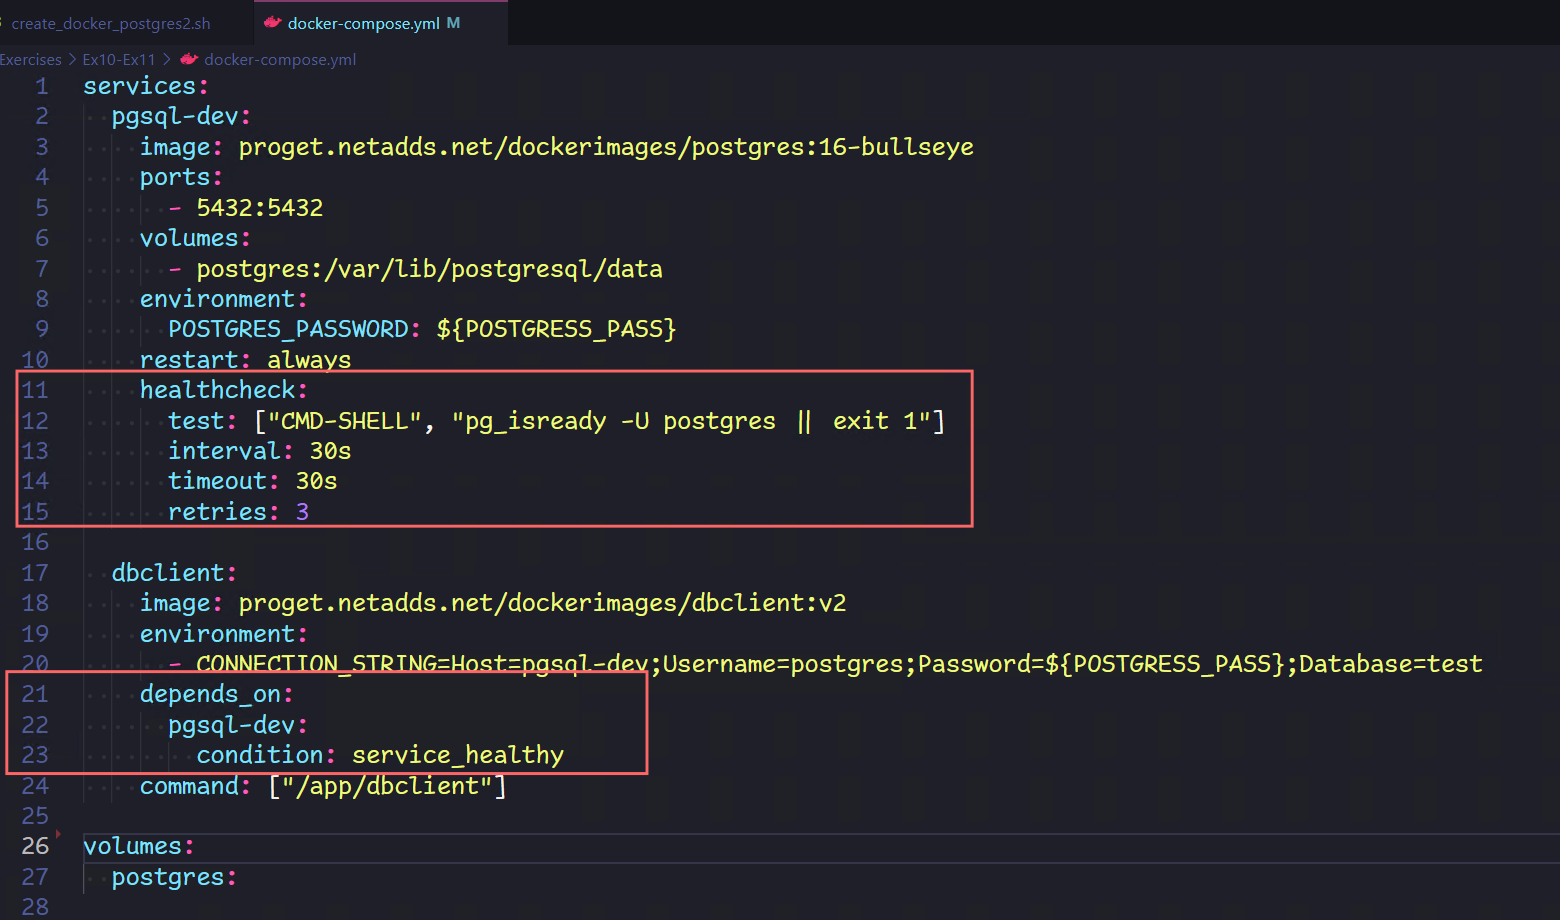 create_docker_postgres2.sh
docker-compose.yml M
Exercises > Ex10-Ex11 > docker-compose.yml
1 services:
2   pgsql-dev:
3     image: proget.netadds.net/dockerimages/postgres:16-bullseye
4     ports:
5       - 5432:5432
6     volumes:
7       - postgres:/var/lib/postgresql/data
8     environment:
9       POSTGRES_PASSWORD: ${POSTGRESS_PASS}
10     restart: always
11     healthcheck:
12       test: ["CMD-SHELL", "pg_isready -U postgres || exit 1"]
13       interval: 30s
14       timeout: 30s
15       retries: 3
16
17   dbclient:
18     image: proget.netadds.net/dockerimages/dbclient:v2
19     environment:
20       - CONNECTION_STRING=Host=pgsql-dev;Username=postgres;Password=${POSTGRESS_PASS};Database=test
21     depends_on:
22       pgsql-dev:
23         condition: service_healthy
24     command: ["/app/dbclient"]
25
26 volumes:
27   postgres:
28